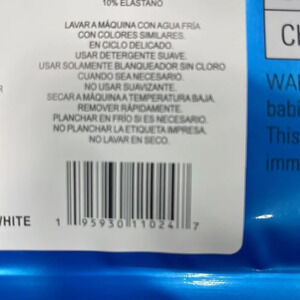 10% ELASTANO
LAVAR A MÁQUINA CON AGUA FRÍA
CON COLORES SIMILARES.
EN CICLO DELICADO.
USAR DETERGENTE SUAVE.
USAR SOLAMENTE BLANQUEADOR SIN CLORO
CUANDO SEA NECESARIO.
NO USAR SUAVIZANTE.
SECAR A MÁQUINA A TEMPERATURA BAJA.
REMOVER RÁPIDAMENTE.
PLANCHAR EN FRÍO SI ES NECESARIO.
NO PLANCHAR LA ETIQUETA IMPRESA.
NO LAVAR EN SECO.
WHITE
1 95930 11024 7
WA
babi
This
imm